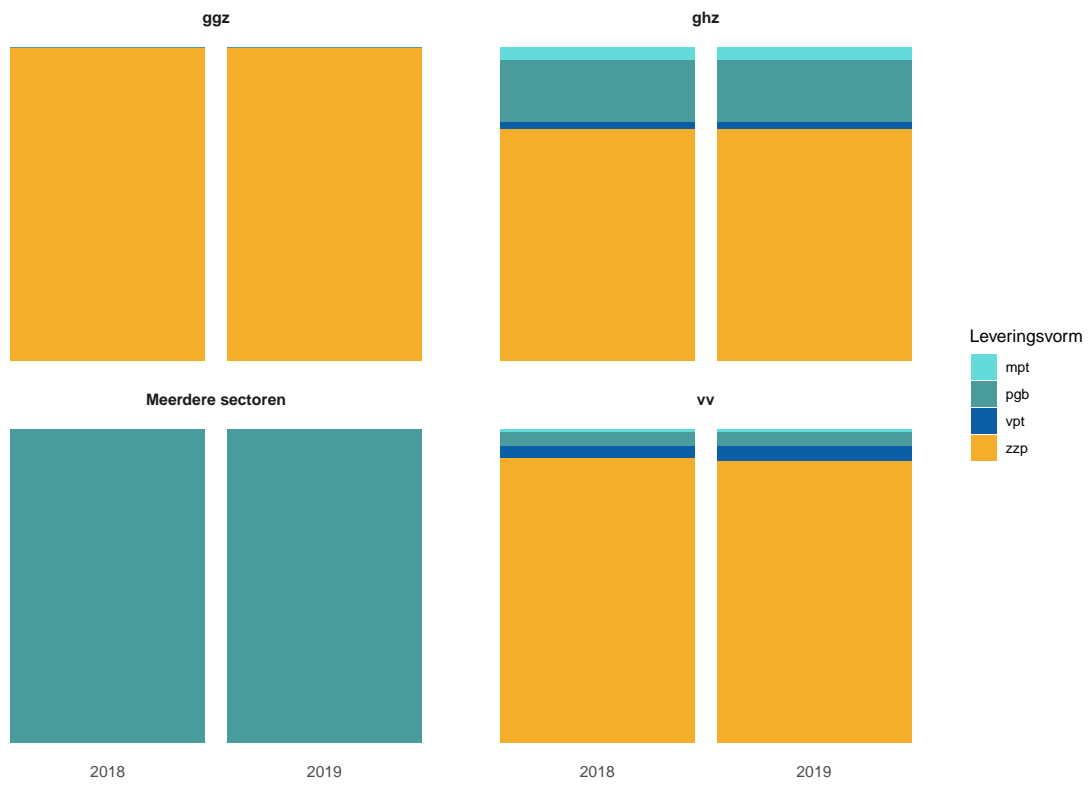 ggz
ghz
Meerdere sectoren
vv
2018
2019
2018
2019
Leveringsvorm
mpt
pgb
vpt
zzp